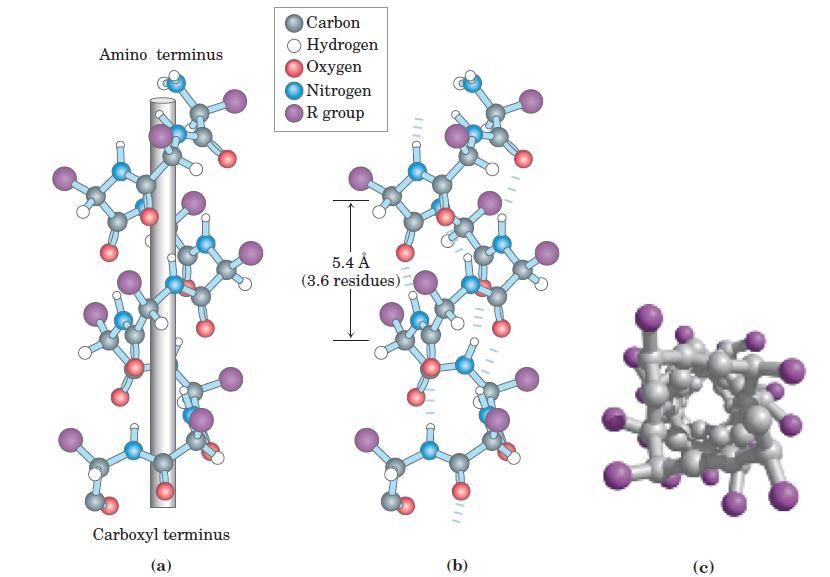 Carbon
Hydrogen
Oxygen
Nitrogen
R group
Amino terminus
5.4 Å
(3.6 residues)
Carboxyl terminus
(a)
(b)
(c)